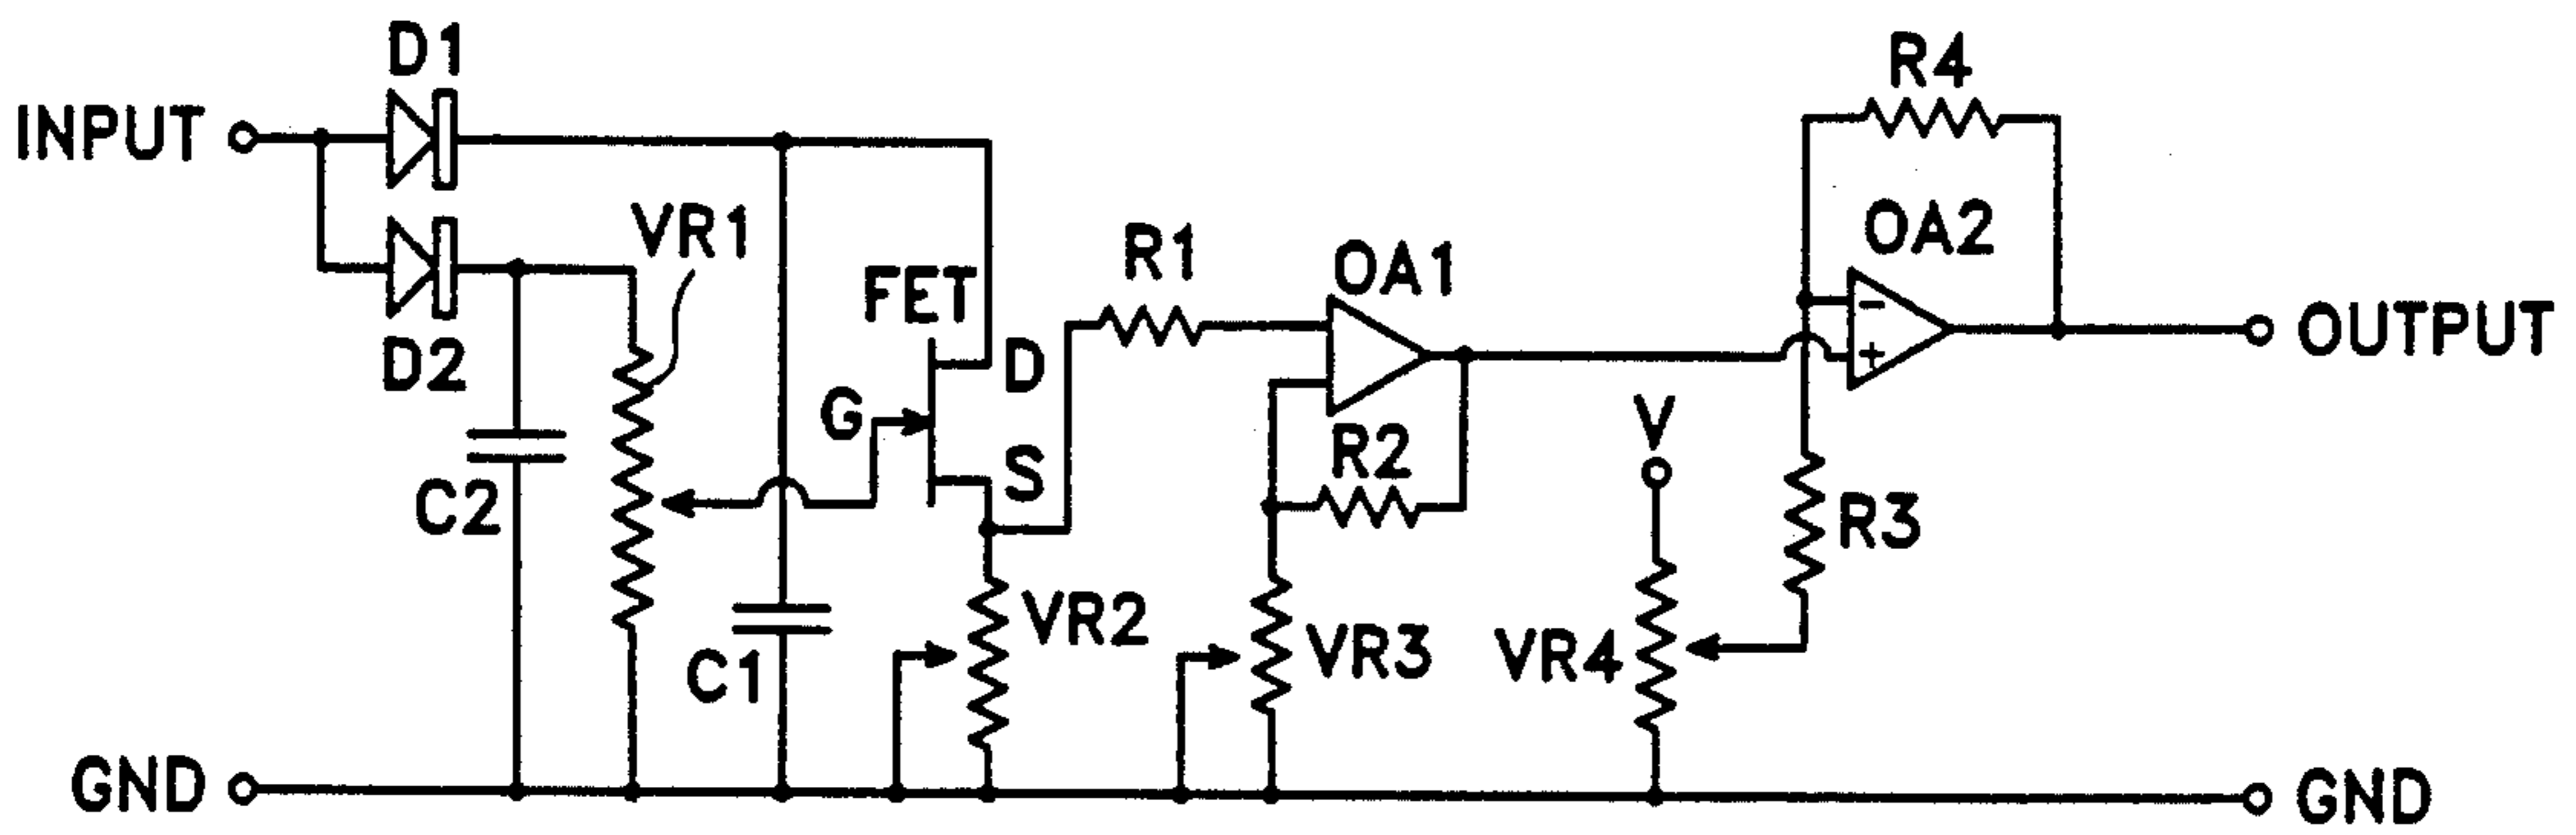 D1
INPUT
R4
VR1
OA2
R1
OA1
FET
D
D2
OUTPUT
G
V
S
R2
C2
R3
VR2
C1
VR3
VR4
GND
GND
-
+